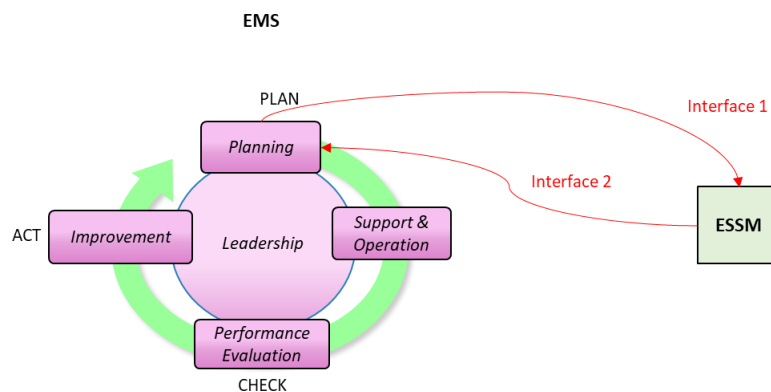 EMS
PLAN
Interface 1
Planning
Interface 2
ACT
Improvement
Leadership
Support &
Operation
ESSM
Performance
Evaluation
CHECK